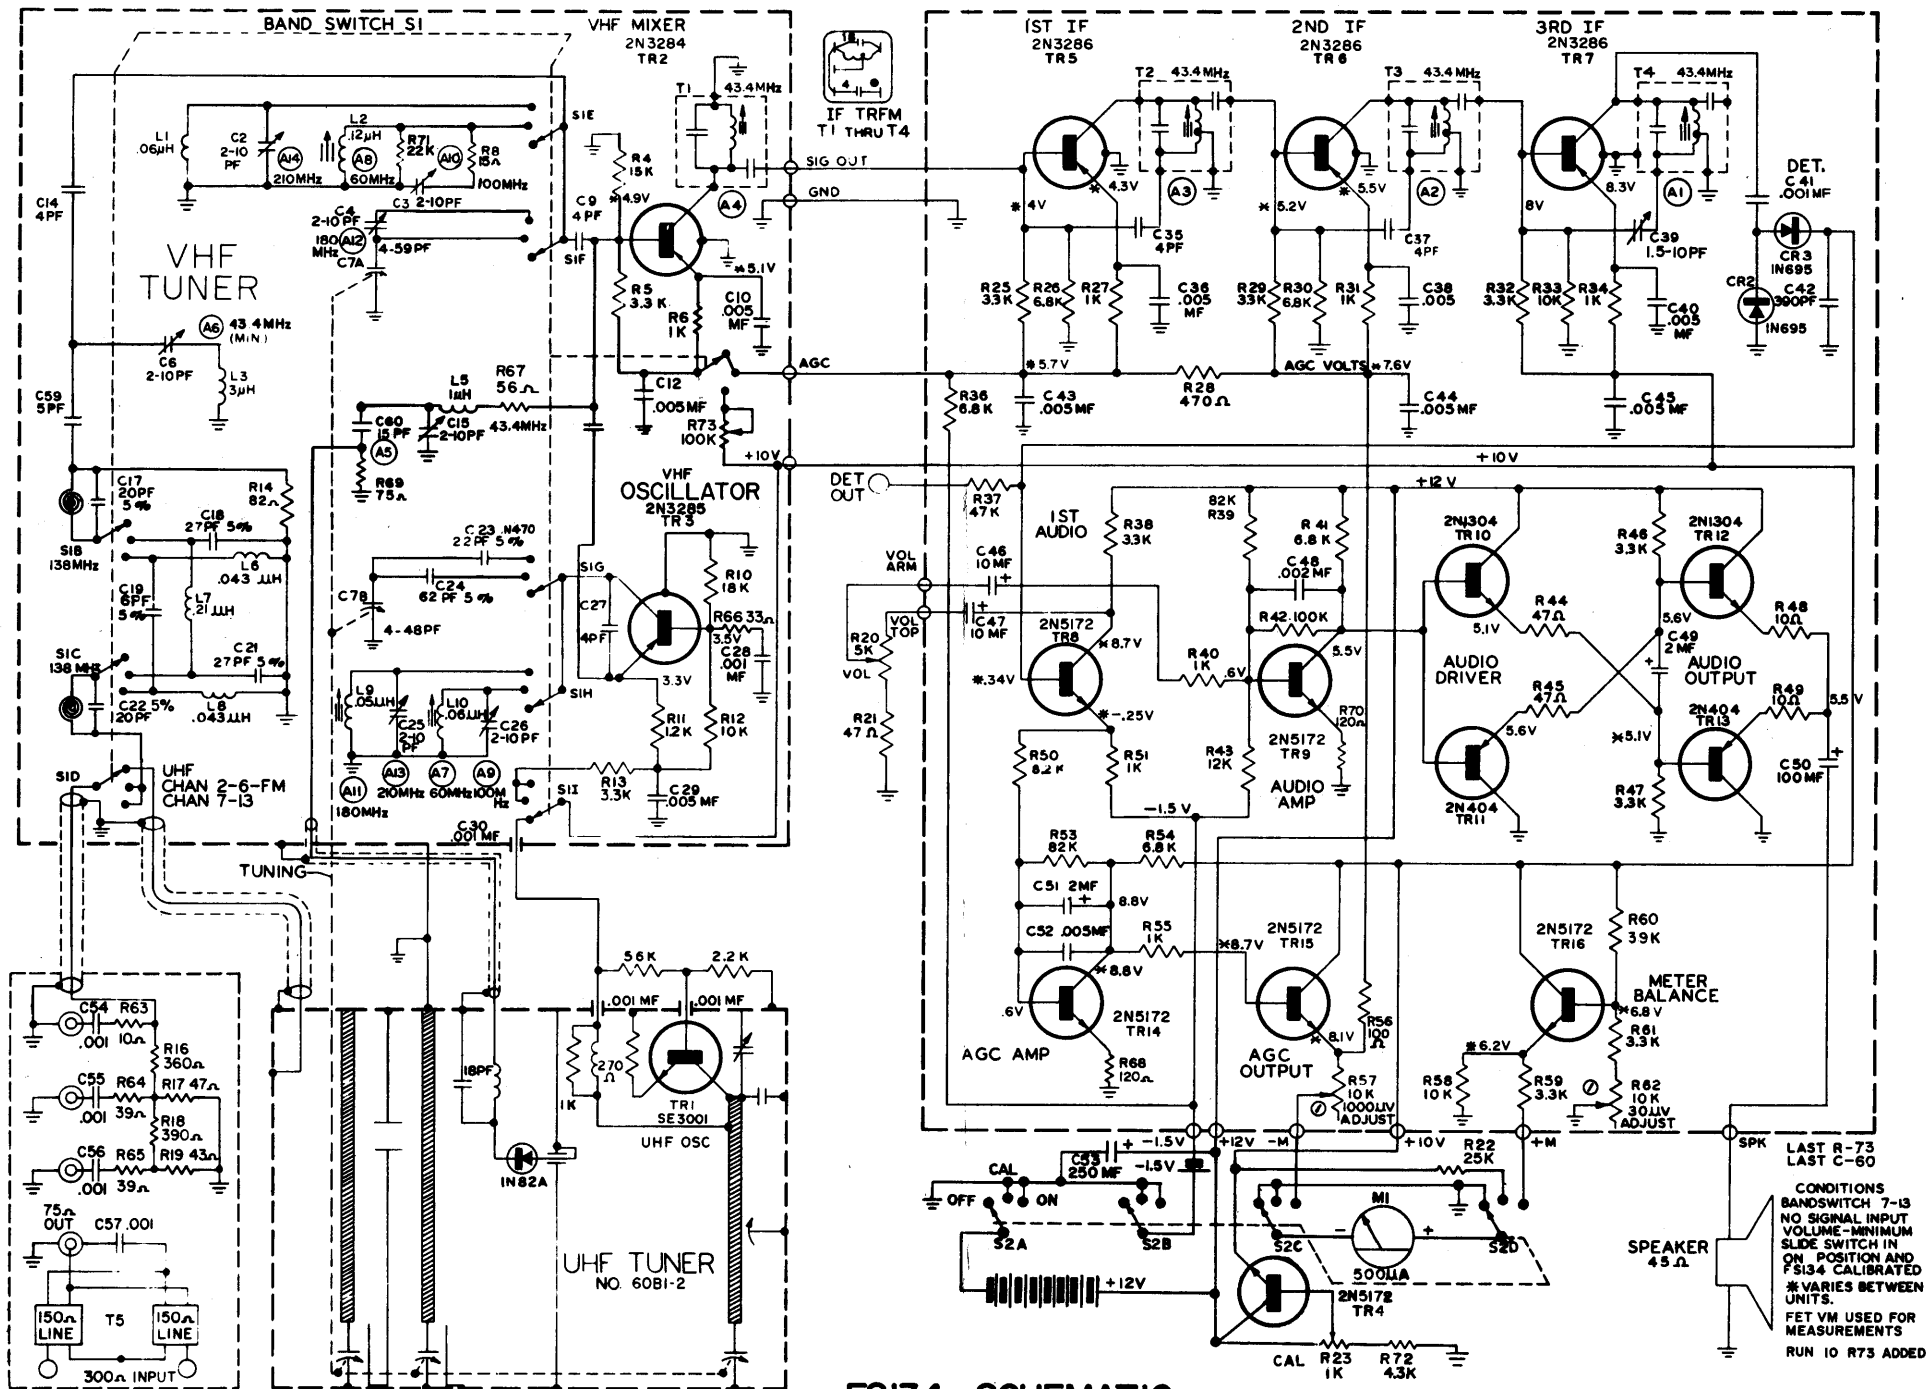 BAND SWITCH S1
VHF MIXER
2N3284
TR2
T1
43.4MHz
IF TRFM
T1 THRU T4
1ST IF
2N3286
TR5
T2 43.4MHz
2ND IF
2N3286
TR6
T3 43.4MHz
3RD IF
2N3286
TR7
T4 43.4MHz
L1
.06µH
C2
2-10
PF
A14
210MHz
L2
.12µH
A8
60MHz
R71
22K
A10
R8
15Ω
100MHz
S1E
C3 2-10PF
C4
2-10PF
180
MHz
A12
4-59PF
C7A
C9
4PF
S1F
R4
15K
*4.9V
A4
SIG OUT
GND
*5.1V
R5
3.3K
R6
1K
C10
.005
MF
C14
4PF
VHF
TUNER
A6
43.4MHz
(MIN.)
C6
2-10PF
L3
3µH
C59
5PF
L5
1µH
R67
56Ω
43.4MHz
C60
15PF
C15
2-10PF
A5
R69
75Ω
C12
.005MF
R73
100K
AGC
+10V
*4V
*4.3V
A3
C35
4PF
R25
3.3K
R26
6.8K
R27
1K
C36
.005
MF
*5.2V
*5.5V
A2
C37
4PF
R29
33K
R30
6.8K
R31
1K
C38
.005
8V
8.3V
A1
C39
1.5-10PF
R32
3.3K
R33
10K
R34
1K
C40
.005
MF
DET.
C41
.001MF
CR3
1N695
CR2
1N695
C42
390PF
*5.7V
R28
470Ω
AGC VOLTS *7.6V
R36
6.8K
C43
.005MF
C44
.005MF
C45
.005MF
+10V
C17
20PF
5%
R14
82Ω
C18
27PF 5%
S1B
138MHz
L6
.043µH
C19
6PF
5%
L7
.21µH
C21
27PF 5%
S1C
138MHz
C22 5%
20PF
L8
.043µH
S1D
UHF
CHAN 2-6-FM
CHAN 7-13
VHF
OSCILLATOR
2N3285
TR3
C23 N470
22PF 5%
C24
62PF 5%
C78
4-48PF
S1G
C27
4PF
R10
18K
R66 33Ω
3.5V
C28
.001
MF
3.3V
L9
.05µH
C25
2-10
PF
L10
.06µH
C26
2-10PF
S1H
R11
1.2K
R12
10K
A11
180MHz
A13
210MHz
A7
60MHz
A9
100M
Hz
R13
3.3K
C29
.005MF
S1I
C30
.001MF
TUNING
DET
OUT
R37
47K
1ST
AUDIO
R38
3.3K
82K
R39
R41
6.8K
C48
.002MF
+12V
VOL
ARM
C46
10MF
VOL
TOP
C47
10MF
R20
5K
VOL
R21
47Ω
2N5172
TR8
*8.7V
*.34V
*-.25V
R40
1K
.6V
R42 100K
5.5V
R70
120Ω
2N5172
TR9
AUDIO
AMP
R50
8.2K
R51
1K
R43
12K
-1.5V
2N1304
TR10
5.1V
R44
47Ω
AUDIO
DRIVER
R45
47Ω
5.6V
2N404
TR11
R46
3.3K
2N1304
TR12
5.6V
C49
2MF
R48
10Ω
AUDIO
OUTPUT
R49
10Ω
5.5V
2N404
TR13
*5.1V
R47
3.3K
C50
100MF
R53
82K
R54
6.8K
C51 2MF
8.8V
C52 .005MF
R55
1K
*8.8V
.6V
2N5172
TR14
AGC AMP
R68
120Ω
*8.7V
2N5172
TR15
*8.1V
AGC
OUTPUT
R56
100
Ω
R57
10K
1000µV
ADJUST
2N5172
TR16
R60
39K
METER
BALANCE
*6.8V
R61
3.3K
*6.2V
R58
10K
R59
3.3K
R62
10K
30µV
ADJUST
C54
.001
R63
10Ω
R16
360Ω
C55
.001
R64
39Ω
R17 47Ω
R18
390Ω
C56
.001
R65
39Ω
R19 43Ω
75Ω
OUT
C57 .001
150Ω
LINE
T5
150Ω
LINE
300Ω INPUT
56K
2.2K
.001MF
.001MF
18PF
1K
270
Ω
TR1
SE3001
UHF OSC
1N82A
UHF TUNER
NO. 60B1-2
-1.5V
+12V
-M
+10V
+M
SPK
C53
250MF
-1.5V
CAL
OFF
ON
S2A
S2B
S2C
S2D
R22
25K
M1
500µA
+12V
2N5172
TR4
CAL
R23
1K
R72
4.3K
SPEAKER
45Ω
LAST R-73
LAST C-60
CONDITIONS
BANDSWITCH 7-13
NO SIGNAL INPUT
VOLUME-MINIMUM
SLIDE SWITCH IN
ON POSITION AND
FS134 CALIBRATED
*VARIES BETWEEN
UNITS.
FET VM USED FOR
MEASUREMENTS
RUN 10 R73 ADDED
FS134 SCHEMATIC